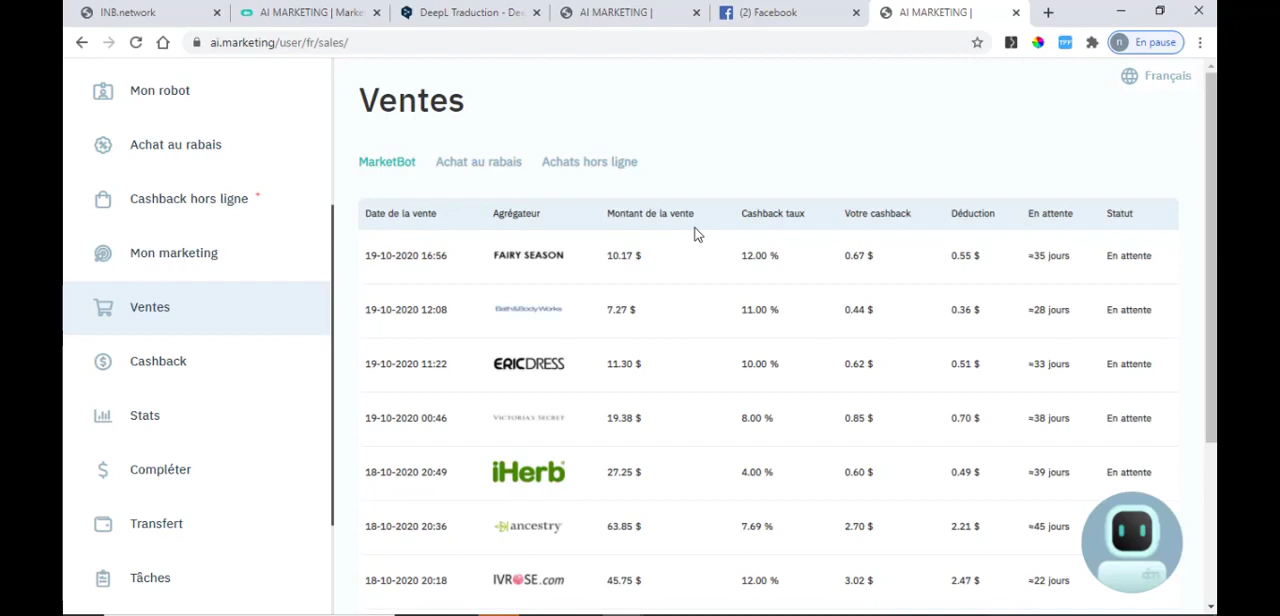 INB.network
AI MARKETING | Marke
DeepL Traduction - Dee
AI MARKETING |
(2) Facebook
AI MARKETING |
ai.marketing/user/fr/sales/
TFF
n
En pause
Français
Mon robot
Achat au rabais
Cashback hors ligne *
Mon marketing
Ventes
Cashback
Stats
Compléter
Transfert
Tâches
Ventes
MarketBot Achat au rabais Achats hors ligne
Date de la vente Agrégateur Montant de la vente Cashback taux Votre cashback Déduction En attente Statut
19-10-2020 16:56 FAIRY SEASON 10.17 $ 12.00 % 0.67 $ 0.55 $ ≈35 jours En attente
19-10-2020 12:08 Bath&BodyWorks 7.27 $ 11.00 % 0.44 $ 0.36 $ ≈28 jours En attente
19-10-2020 11:22 ERICDRESS 11.30 $ 10.00 % 0.62 $ 0.51 $ ≈33 jours En attente
19-10-2020 00:46 VICTORIA'S SECRET 19.38 $ 8.00 % 0.85 $ 0.70 $ ≈38 jours En attente
18-10-2020 20:49 iHerb 27.25 $ 4.00 % 0.60 $ 0.49 $ ≈39 jours En attente
18-10-2020 20:36 ancestry 63.85 $ 7.69 % 2.70 $ 2.21 $ ≈45 jours
18-10-2020 20:18 IVROSE.com 45.75 $ 12.00 % 3.02 $ 2.47 $ ≈22 jours